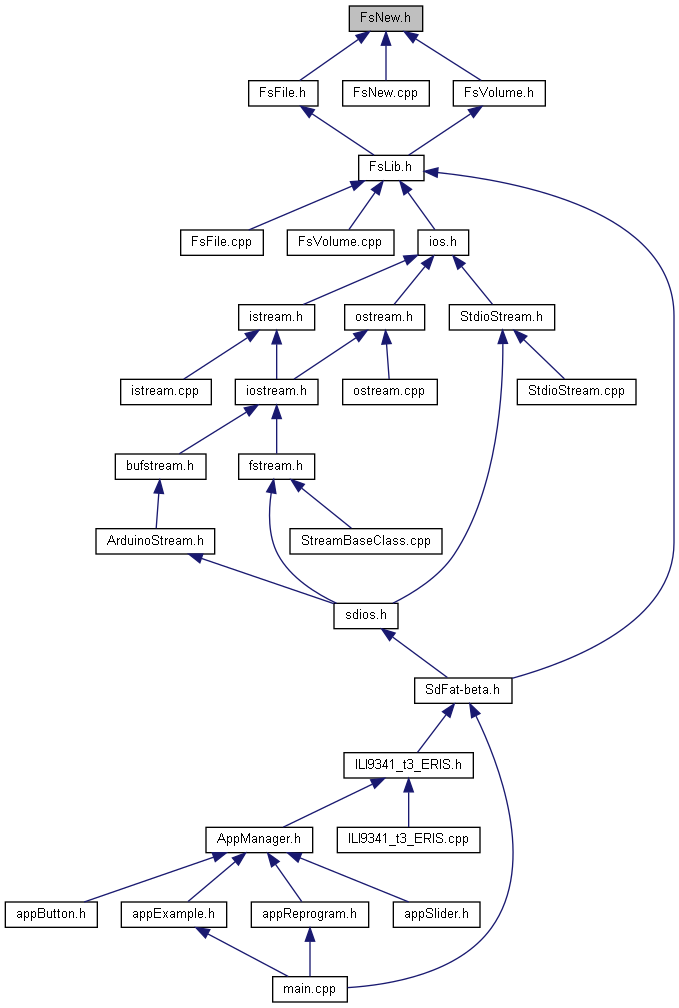 FsNew.h
FsFile.h
FsNew.cpp
FsVolume.h
FsLib.h
FsFile.cpp
FsVolume.cpp
ios.h
istream.h
ostream.h
StdioStream.h
istream.cpp
iostream.h
ostream.cpp
StdioStream.cpp
bufstream.h
fstream.h
ArduinoStream.h
StreamBaseClass.cpp
sdios.h
SdFat-beta.h
ILI9341_t3_ERIS.h
AppManager.h
ILI9341_t3_ERIS.cpp
appButton.h
appExample.h
appReprogram.h
appSlider.h
main.cpp